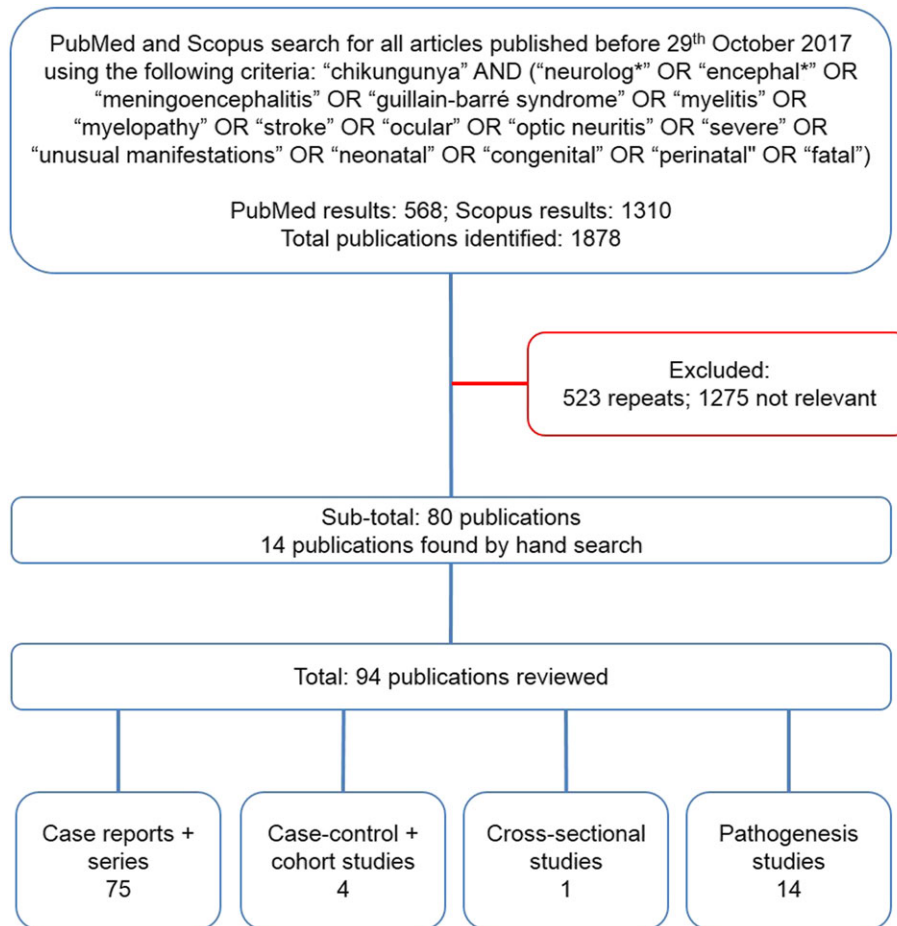 PubMed and Scopus search for all articles published before 29th October 2017
using the following criteria: “chikungunya” AND (“neurolog*” OR “encephal*” OR
“meningoencephalitis” OR “guillain-barré syndrome” OR “myelitis” OR
“myelopathy” OR “stroke” OR “ocular” OR “optic neuritis” OR “severe” OR
“unusual manifestations” OR “neonatal” OR “congenital” OR “perinatal" OR “fatal”)
PubMed results: 568; Scopus results: 1310
Total publications identified: 1878
Excluded:
523 repeats; 1275 not relevant
Sub-total: 80 publications
14 publications found by hand search
Total: 94 publications reviewed
Case reports +
series
75
Case-control +
cohort studies
4
Cross-sectional
studies
1
Pathogenesis
studies
14